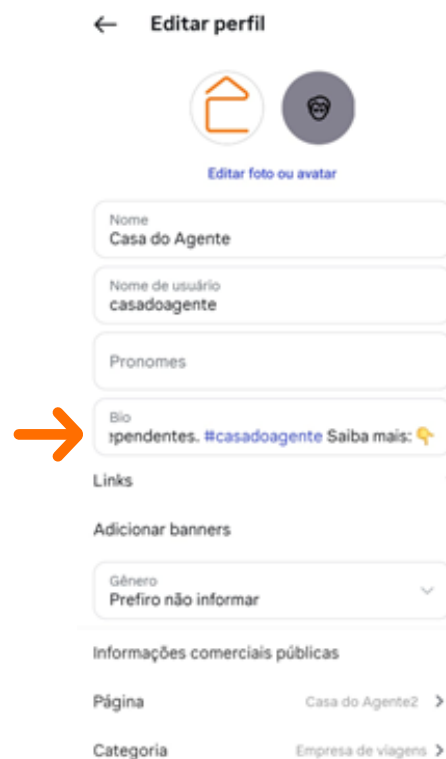 Editar perfil
Editar foto ou avatar
Nome
Casa do Agente
Nome de usuário
casadoagente
Pronomes
Bio
ependentes. #casadoagente Saiba mais: 👇
Links
Adicionar banners
Gênero
Prefiro não informar
Informações comerciais públicas
Página Casa do Agente2
Categoria Empresa de viagens